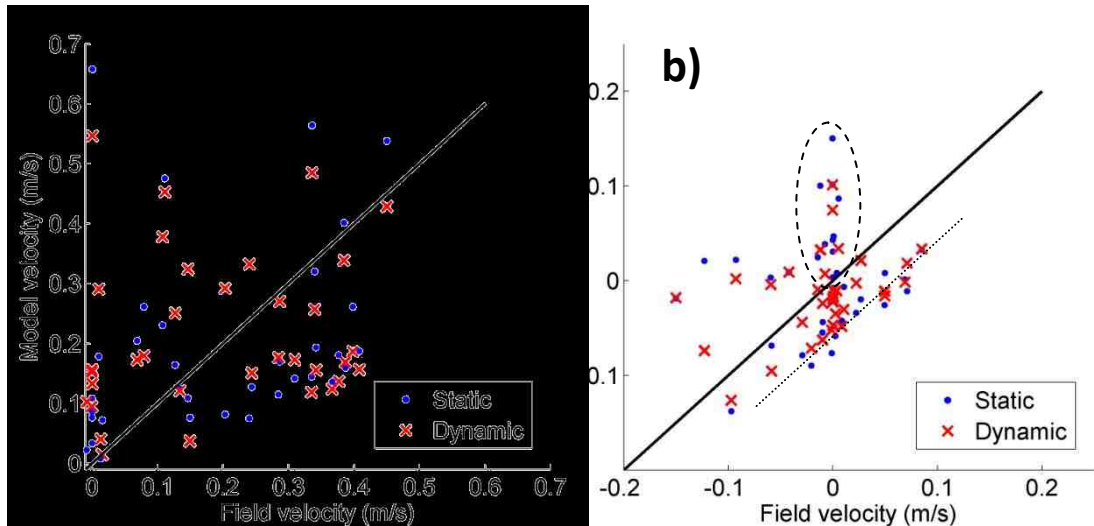 0.7
0.6
0.5
0.4
0.3
0.2
0.1
0
Model velocity (m/s)
0 0.1 0.2 0.3 0.4 0.5 0.6 0.7
Field velocity (m/s)
Static
Dynamic
b)
0.2
0.1
0
0.1
-0.2 -0.1 0 0.1 0.2
Field velocity (m/s)
Static
Dynamic